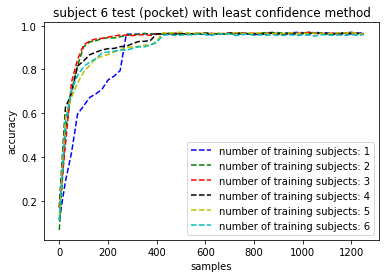 subject 6 test (pocket) with least confidence method
1.0
0.8
0.6
0.4
0.2
accuracy
number of training subjects: 1
number of training subjects: 2
number of training subjects: 3
number of training subjects: 4
number of training subjects: 5
number of training subjects: 6
0 200 400 600 800 1000 1200
samples